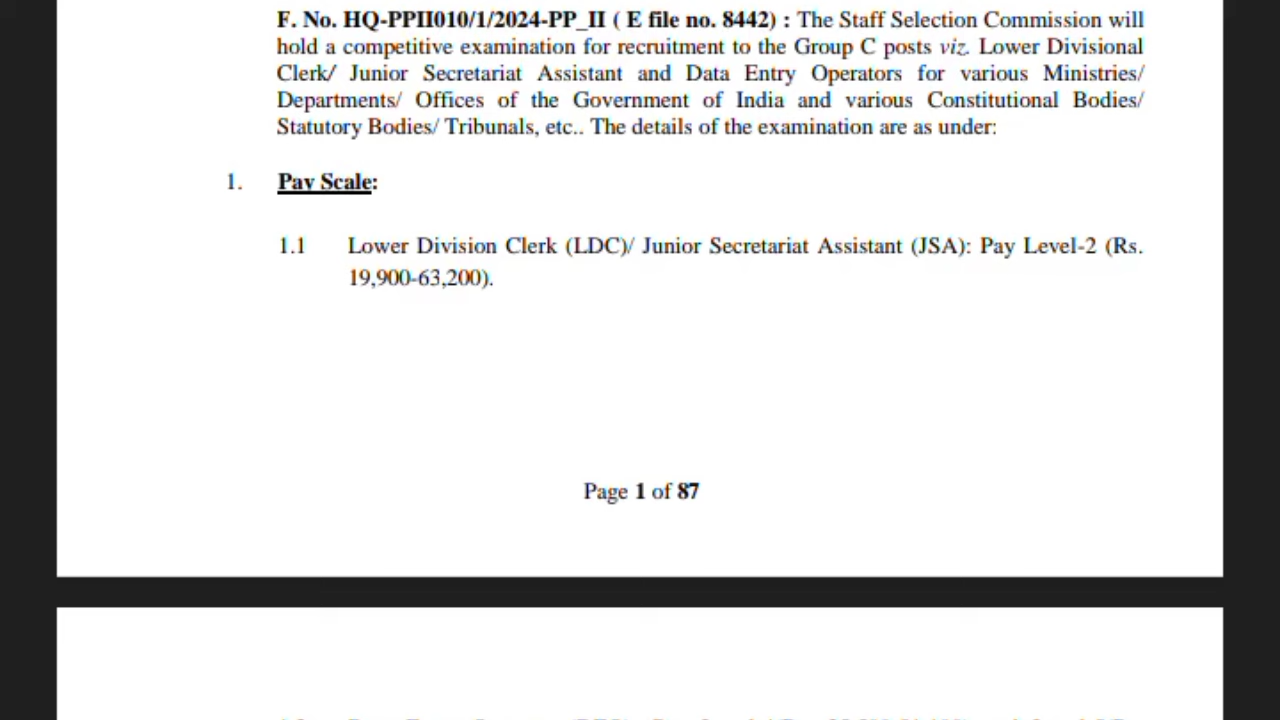 F. No. HQ-PPII010/1/2024-PP_II ( E file no. 8442) : The Staff Selection Commission will
hold a competitive examination for recruitment to the Group C posts viz. Lower Divisional
Clerk/ Junior Secretariat Assistant and Data Entry Operators for various Ministries/
Departments/ Offices of the Government of India and various Constitutional Bodies/
Statutory Bodies/ Tribunals, etc.. The details of the examination are as under:
1. Pay Scale:
1.1 Lower Division Clerk (LDC)/ Junior Secretariat Assistant (JSA): Pay Level-2 (Rs.
19,900-63,200).
Page 1 of 87